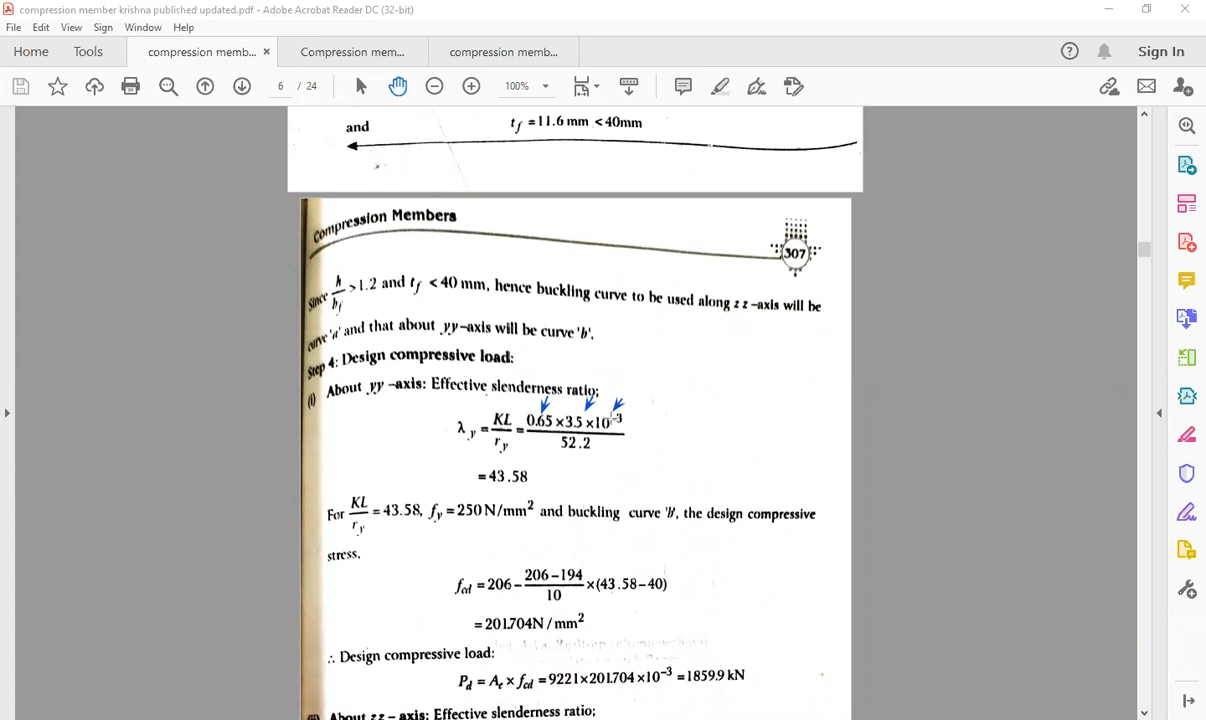 compression member krishna published updated.pdf - Adobe Acrobat Reader DC (32-bit)
File Edit View Sign Window Help
Home Tools compression memb... × Compression mem... compression memb... Sign In
6 / 24 100%
and t_f = 11.6 mm < 40mm
Compression Members
307
Since h/b_f > 1.2 and t_f < 40 mm, hence buckling curve to be used along z z-axis will be
curve 'a' and that about yy-axis will be curve 'b'.
Step 4: Design compressive load:
(i) About yy-axis: Effective slenderness ratio;
λ_y = KL/r_y = 0.65 × 3.5 × 10^-3 / 52.2
= 43.58
For KL/r_y = 43.58, f_y = 250 N/mm² and buckling curve 'b', the design compressive
stress,
f_cd = 206 - (206-194)/10 × (43.58-40)
= 201.704N / mm²
∴ Design compressive load:
P_d = A_e × f_cd = 9221×201.704×10^-3 = 1859.9 kN
(ii) About zz-axis: Effective slenderness ratio;